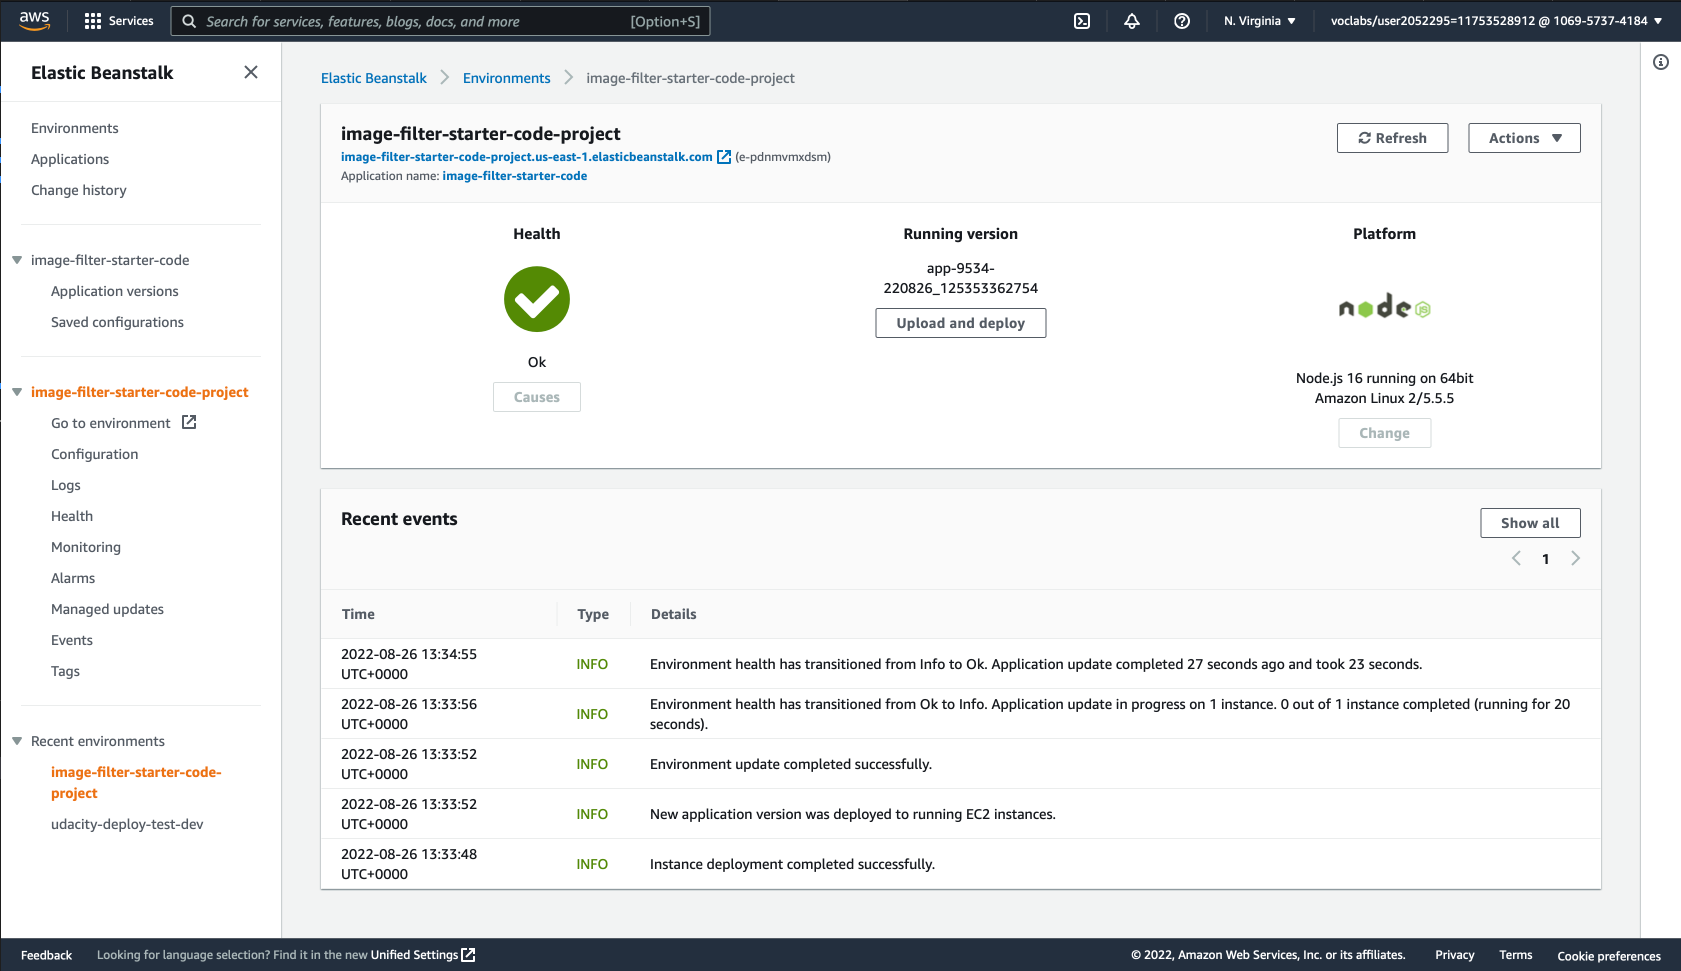 aws
Services
Search for services, features, blogs, docs, and more [Option+S]
N. Virginia
voclabs/user2052295=11753528912 @ 1069-5737-4184
Elastic Beanstalk
Environments
Applications
Change history
image-filter-starter-code
Application versions
Saved configurations
image-filter-starter-code-project
Go to environment
Configuration
Logs
Health
Monitoring
Alarms
Managed updates
Events
Tags
Recent environments
image-filter-starter-code-
project
udacity-deploy-test-dev
Elastic Beanstalk > Environments > image-filter-starter-code-project
image-filter-starter-code-project
image-filter-starter-code-project.us-east-1.elasticbeanstalk.com (e-pdnmvmxdsm)
Application name: image-filter-starter-code
Refresh
Actions
Health
Ok
Causes
Running version
app-9534-
220826_125353362754
Upload and deploy
Platform
node JS
Node.js 16 running on 64bit
Amazon Linux 2/5.5.5
Change
Recent events
Show all
1
Time Type Details
2022-08-26 13:34:55
UTC+0000
INFO
Environment health has transitioned from Info to Ok. Application update completed 27 seconds ago and took 23 seconds.
2022-08-26 13:33:56
UTC+0000
INFO
Environment health has transitioned from Ok to Info. Application update in progress on 1 instance. 0 out of 1 instance completed (running for 20
seconds).
2022-08-26 13:33:52
UTC+0000
INFO
Environment update completed successfully.
2022-08-26 13:33:52
UTC+0000
INFO
New application version was deployed to running EC2 instances.
2022-08-26 13:33:48
UTC+0000
INFO
Instance deployment completed successfully.
Feedback
Looking for language selection? Find it in the new Unified Settings
© 2022, Amazon Web Services, Inc. or its affiliates.
Privacy
Terms
Cookie preferences